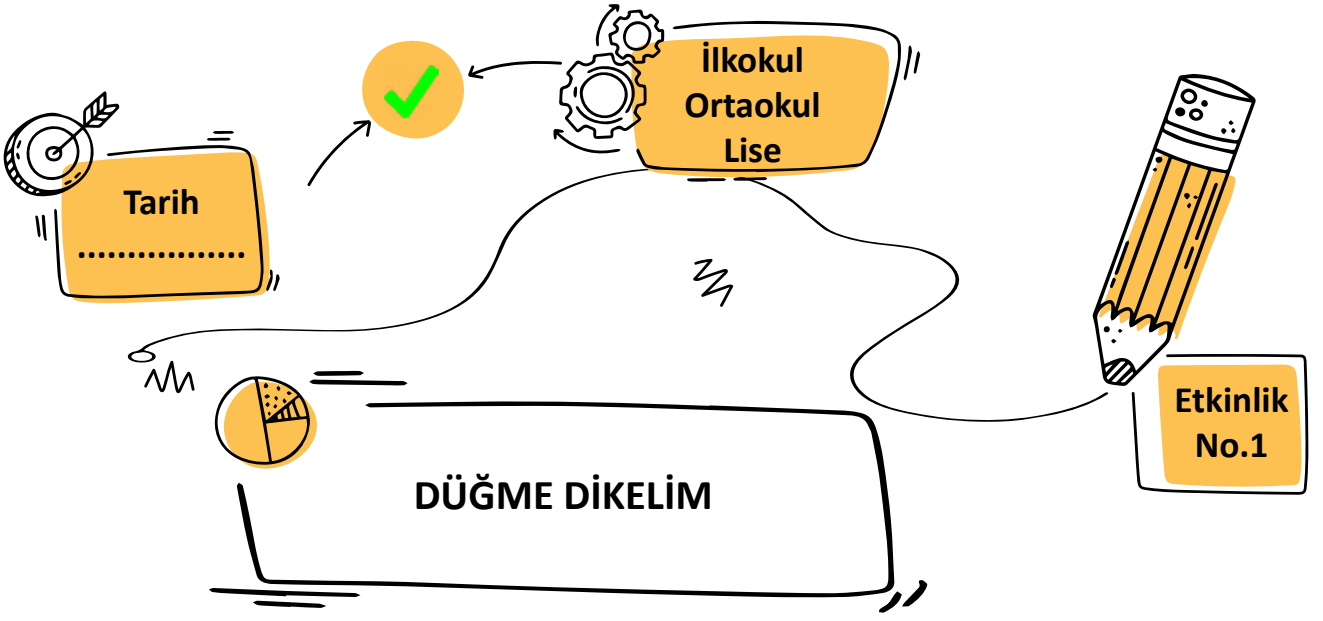 İlkokul
Ortaokul
Lise
Tarih
.................
Etkinlik
No.1
DÜĞME DİKELİM